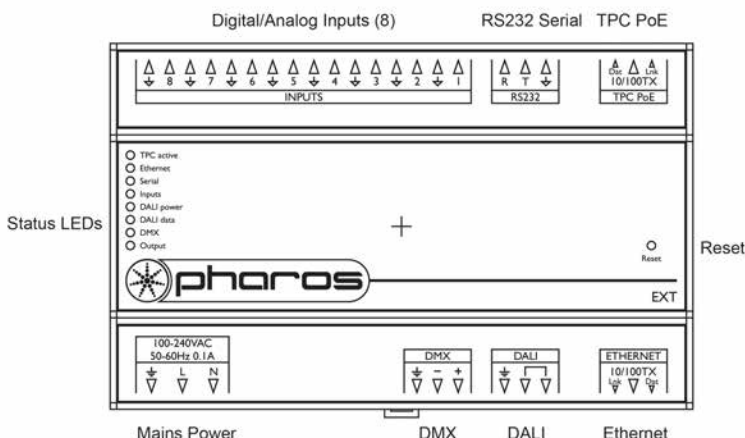 Digital/Analog Inputs (8) RS232 Serial TPC PoE
8 7 6 5 4 3 2 1 R T Dat Lnk
10/100TX
INPUTS RS232 TPC PoE
TPC active
Ethernet
Serial
Inputs
DALI power
DALI data
DMX
Output
Status LEDs
Reset
Reset
pharos
EXT
100-240VAC
50-60Hz 0.1A
DMX DALI ETHERNET
L N - + 10/100TX
Lnk Dat
Mains Power DMX DALI Ethernet